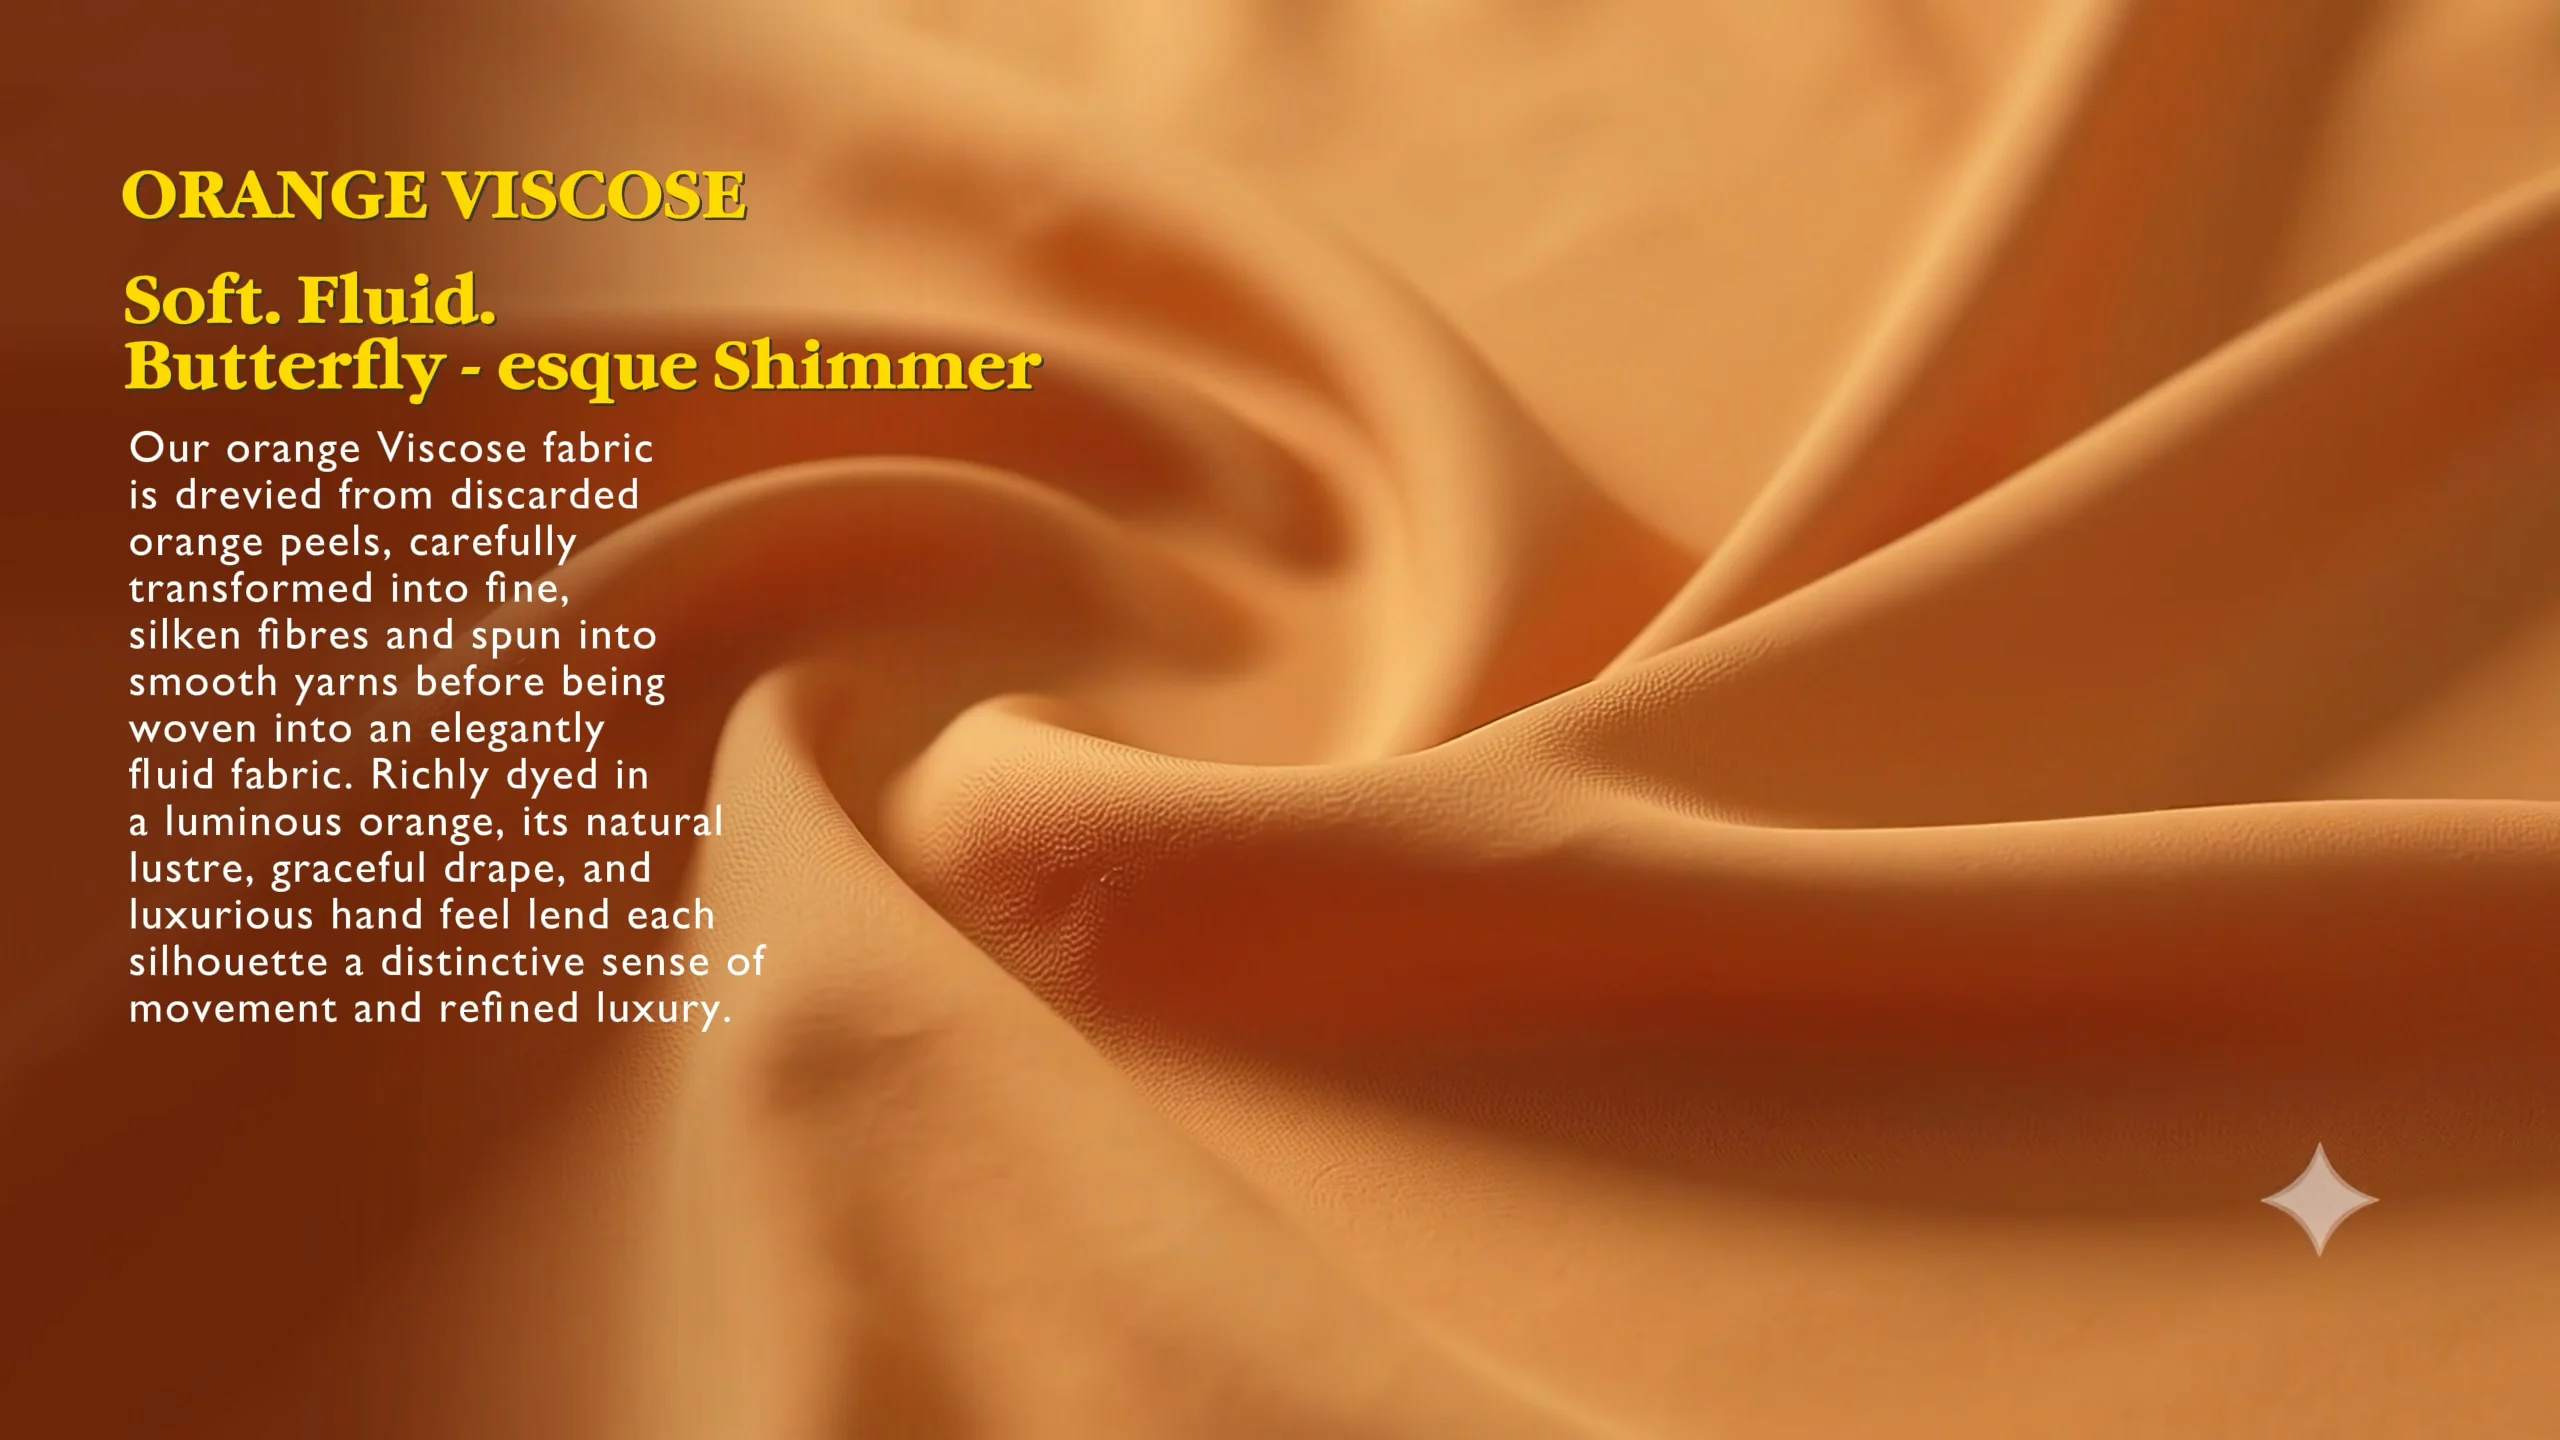 ORANGE VISCOSE
Soft. Fluid.
Butterfly - esque Shimmer
Our orange Viscose fabric
is drevied from discarded
orange peels, carefully
transformed into fine,
silken fibres and spun into
smooth yarns before being
woven into an elegantly
fluid fabric. Richly dyed in
a luminous orange, its natural
lustre, graceful drape, and
luxurious hand feel lend each
silhouette a distinctive sense of
movement and refined luxury.